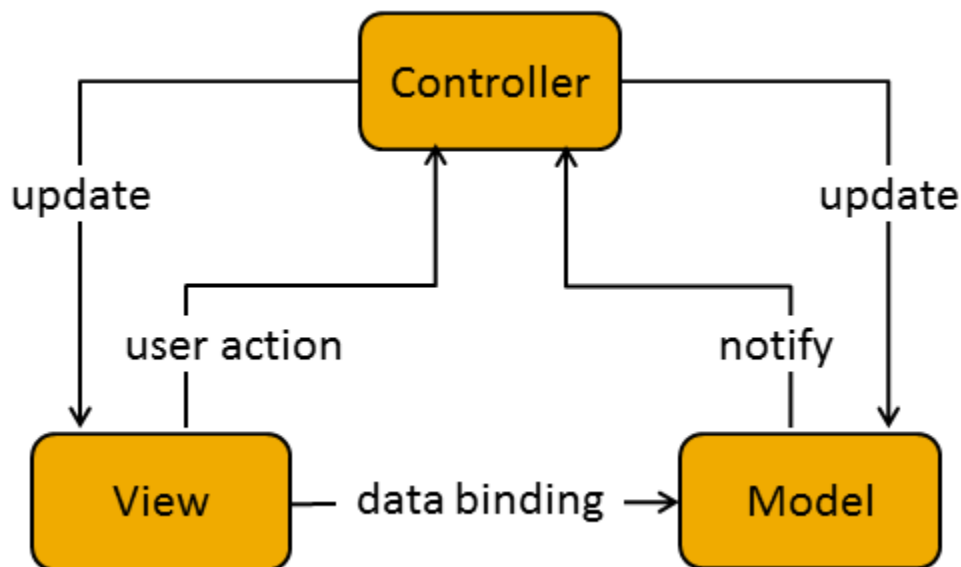 Controller
update
update
user action
notify
View
data binding
Model